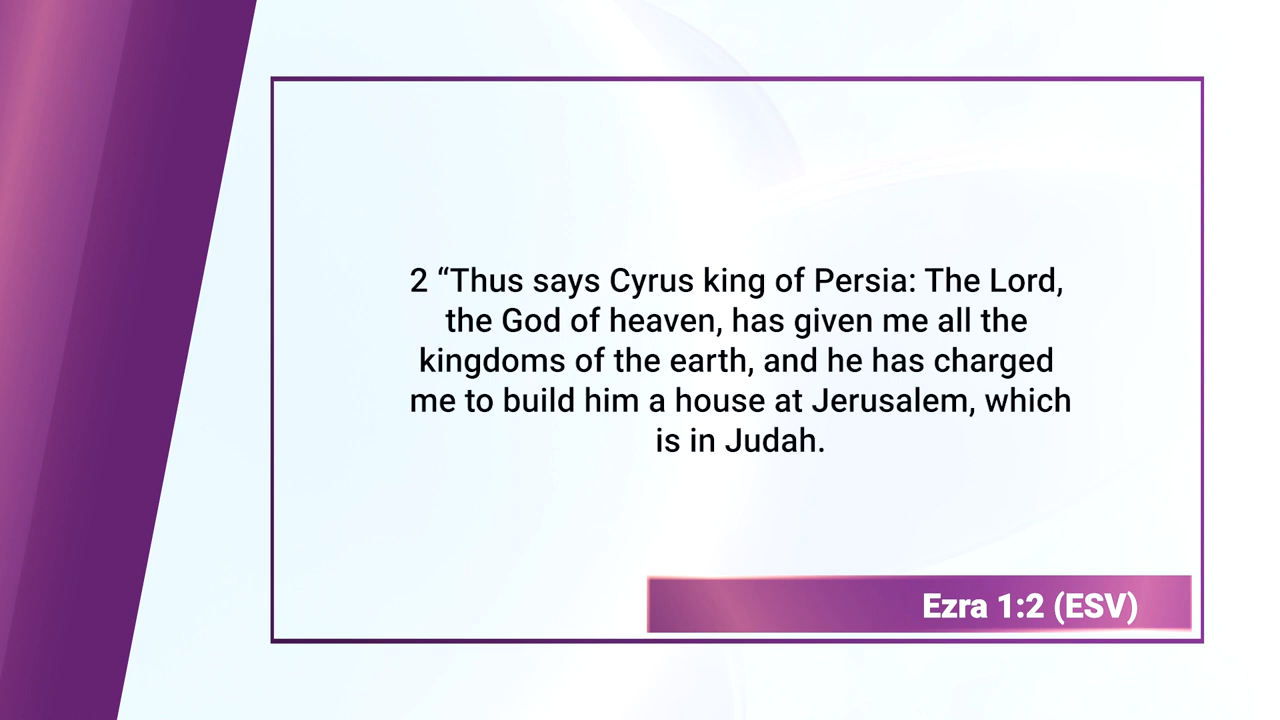 2 “Thus says Cyrus king of Persia: The Lord,
the God of heaven, has given me all the
kingdoms of the earth, and he has charged
me to build him a house at Jerusalem, which
is in Judah.
Ezra 1:2 (ESV)